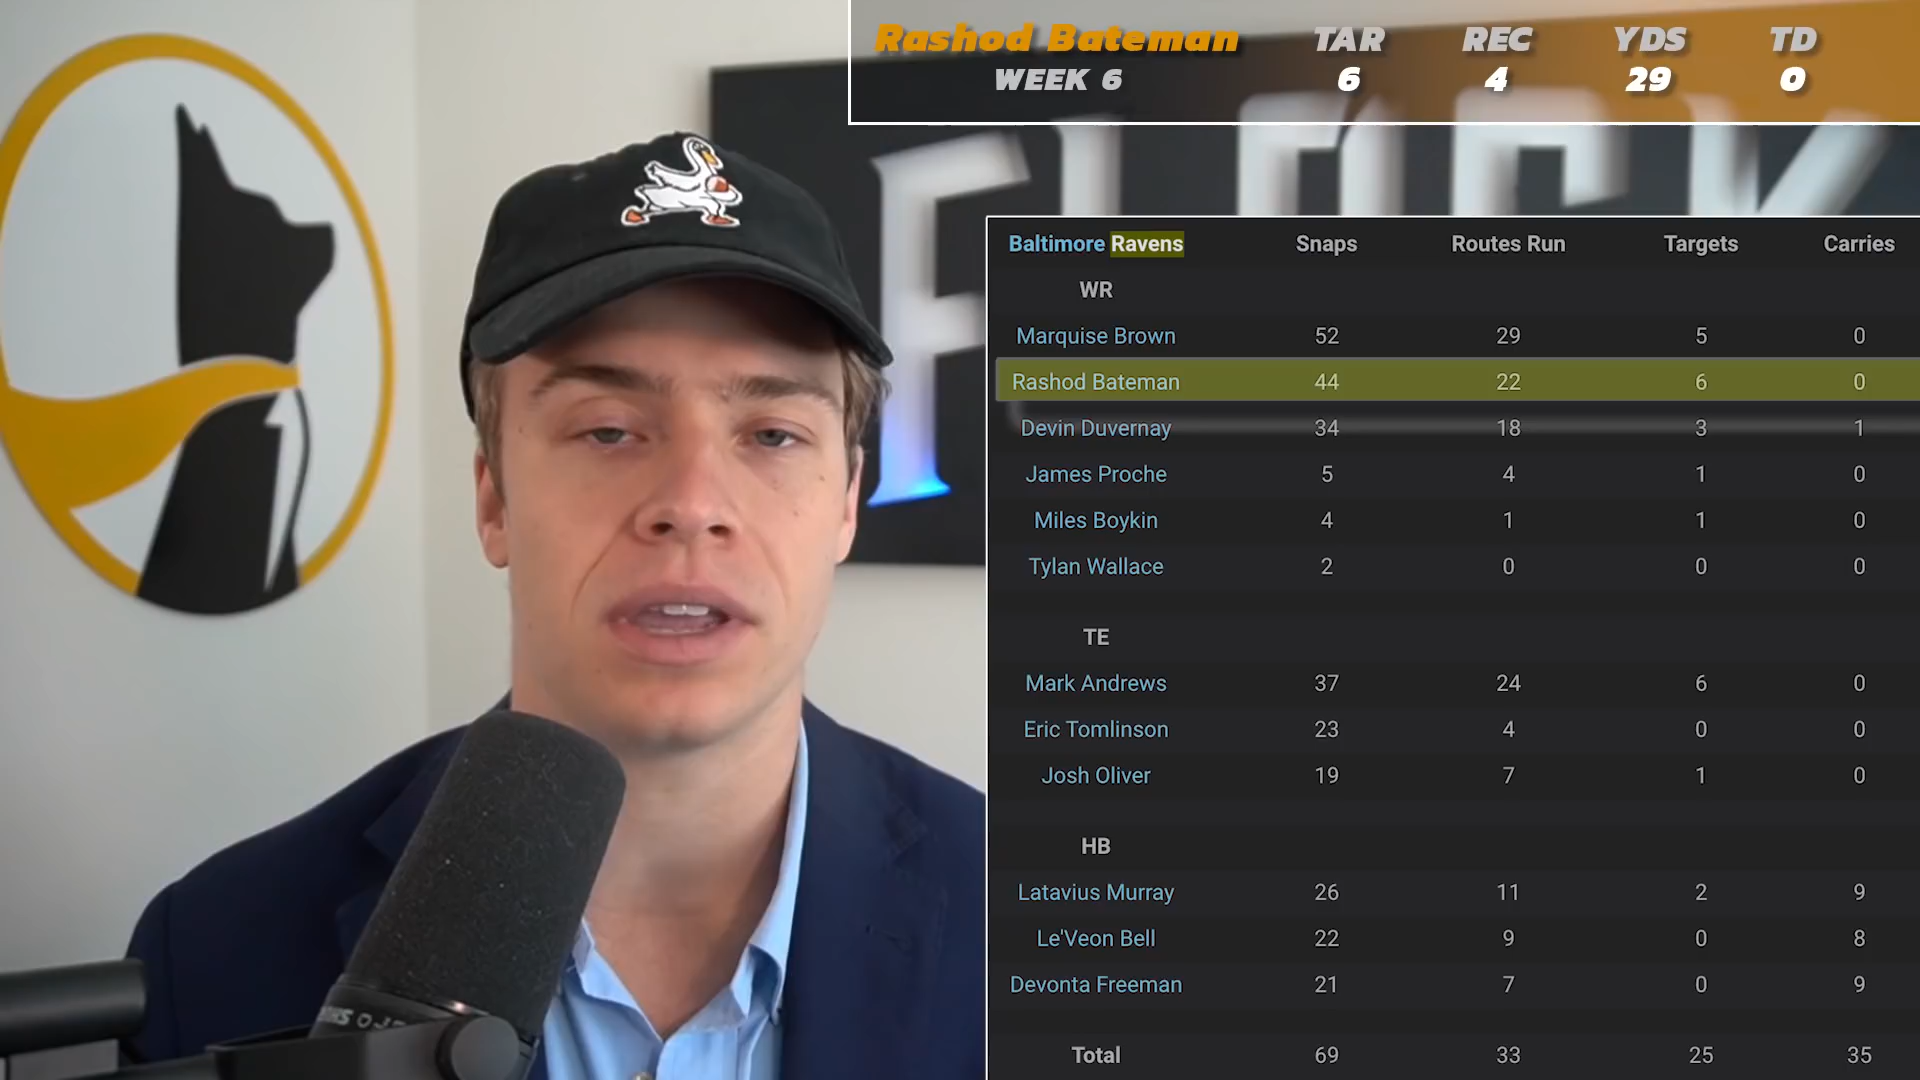 Rashod Bateman TAR REC YDS TD
WEEK 6 6 4 29 0
FLOCK
Baltimore Ravens Snaps Routes Run Targets Carries
WR
Marquise Brown 52 29 5 0
Rashod Bateman 44 22 6 0
Devin Duvernay 34 18 3 1
James Proche 5 4 1 0
Miles Boykin 4 1 1 0
Tylan Wallace 2 0 0 0
TE
Mark Andrews 37 24 6 0
Eric Tomlinson 23 4 0 0
Josh Oliver 19 7 1 0
HB
Latavius Murray 26 11 2 9
Le'Veon Bell 22 9 0 8
Devonta Freeman 21 7 0 9
Total 69 33 25 35